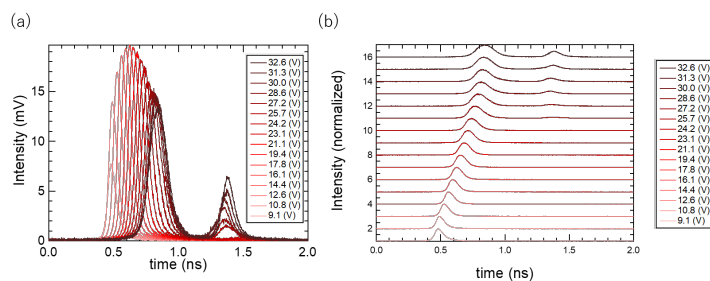 (a)
Intensity (mV)
15
10
5
0
0.0 0.5 1.0 1.5 2.0
time (ns)
32.6 (V)
31.3 (V)
30.0 (V)
28.6 (V)
27.2 (V)
25.7 (V)
24.2 (V)
23.1 (V)
21.1 (V)
19.4 (V)
17.8 (V)
16.1 (V)
14.4 (V)
12.6 (V)
10.8 (V)
9.1 (V)
(b)
Intensity (normalized)
16
14
12
10
8
6
4
2
0.0 0.5 1.0 1.5 2.0
time (ns)
32.6 (V)
31.3 (V)
30.0 (V)
28.6 (V)
27.2 (V)
25.7 (V)
24.2 (V)
23.1 (V)
21.1 (V)
19.4 (V)
17.8 (V)
16.1 (V)
14.4 (V)
12.6 (V)
10.8 (V)
9.1 (V)